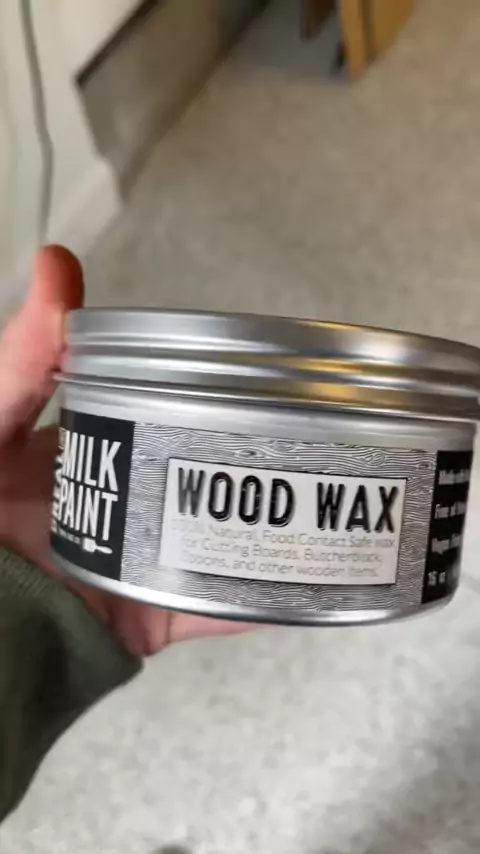 MILK
PAINT
WOOD WAX
100% Natural, Food Contact Safe wax
for Cutting Boards, Butcherblock,
Spoons, and other wooden items.